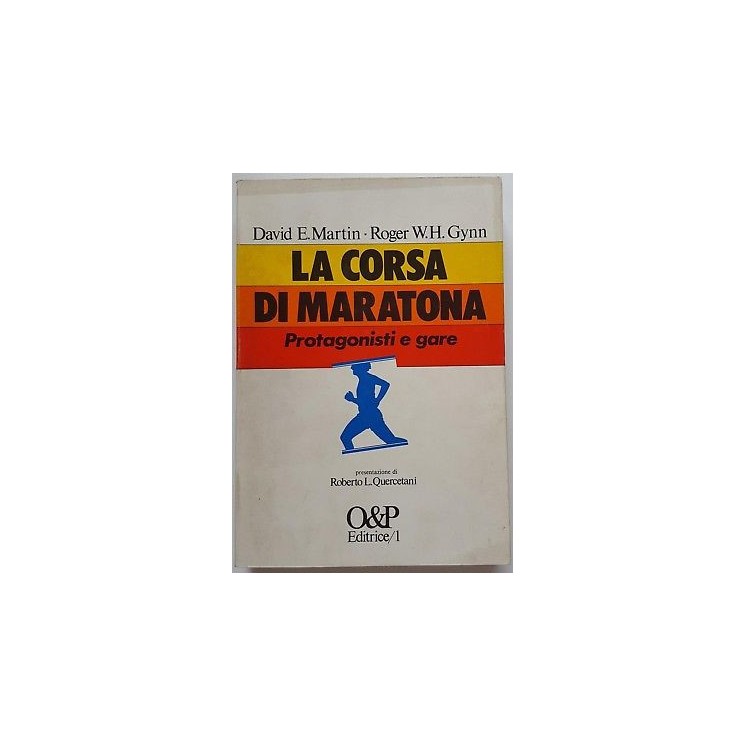 David E. Martin · Roger W.H. Gynn
LA CORSA
DI MARATONA
Protagonisti e gare
presentazione di
Roberto L. Quercetani
O&P
Editrice/1